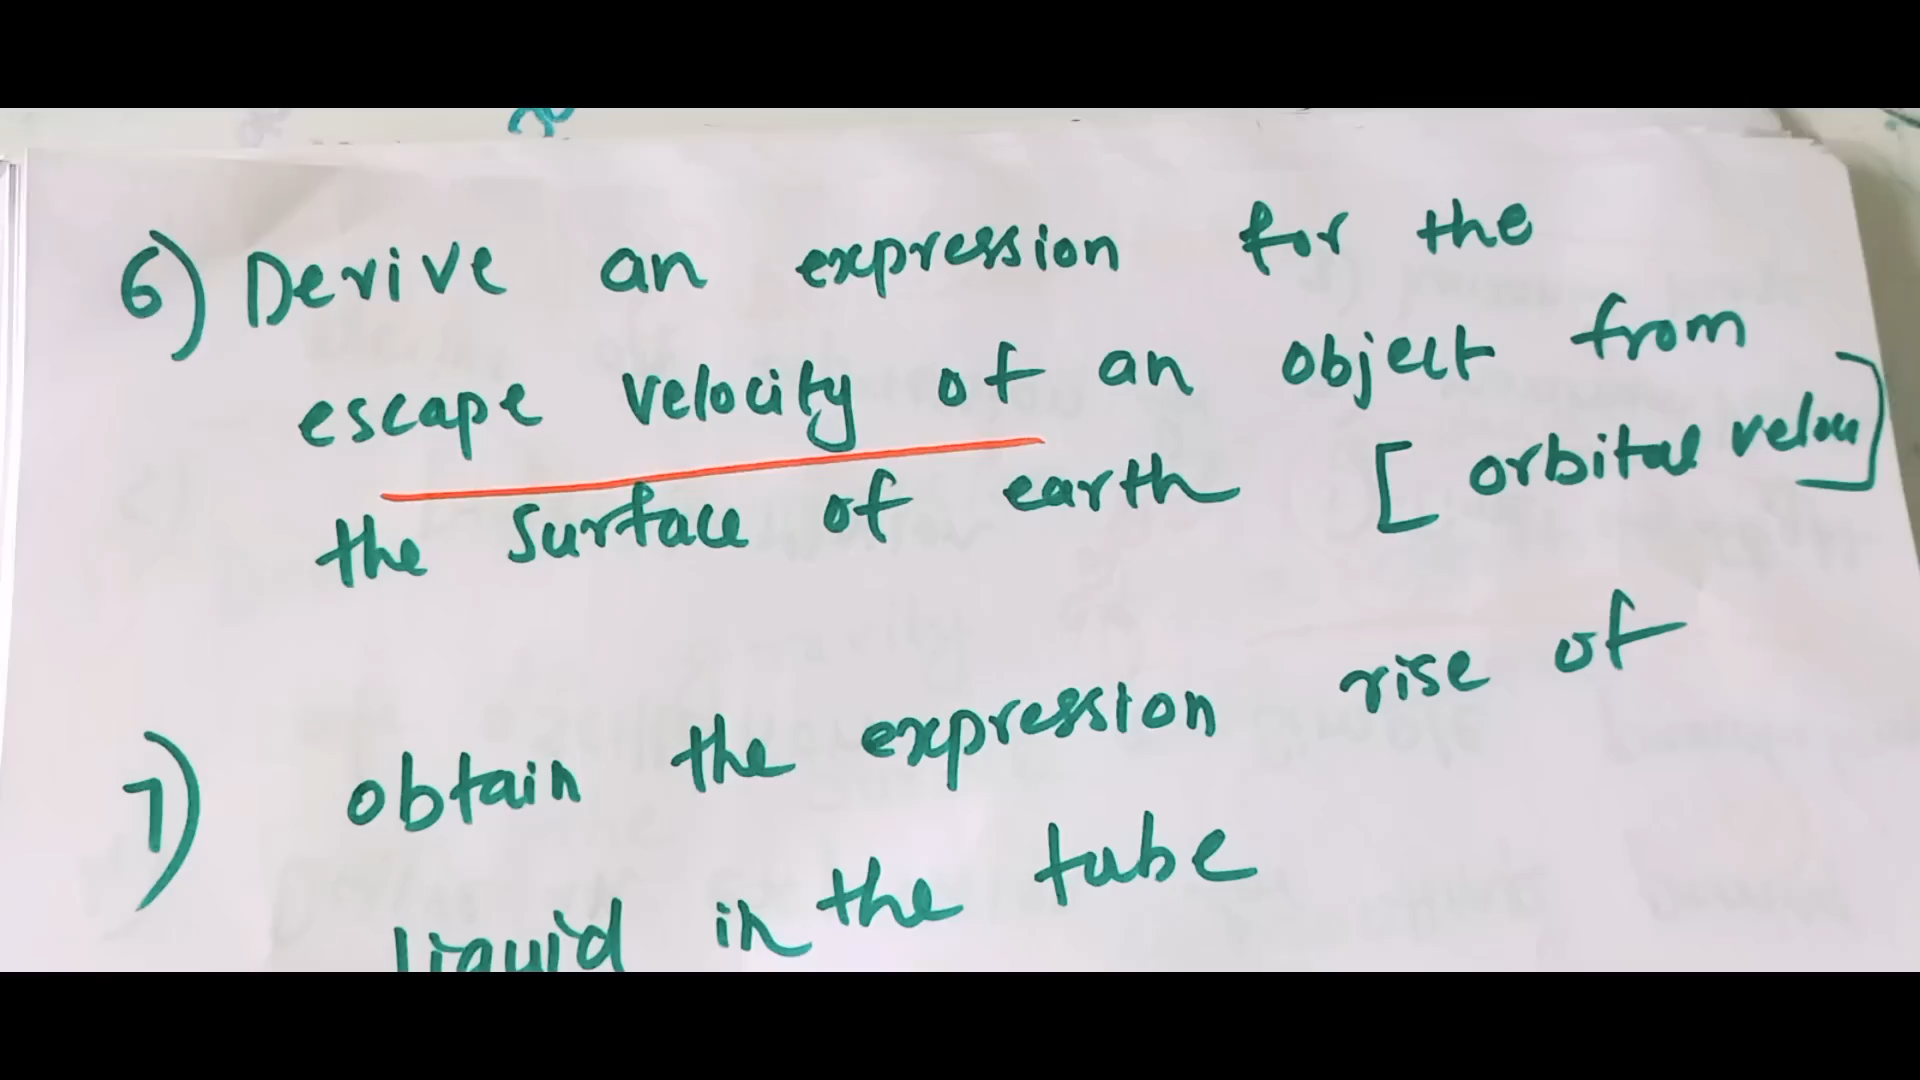 6) Derive an expression for the
escape velocity of an object from
the surface of earth [orbital velou]
7) obtain the expression rise of
liquid in the tube